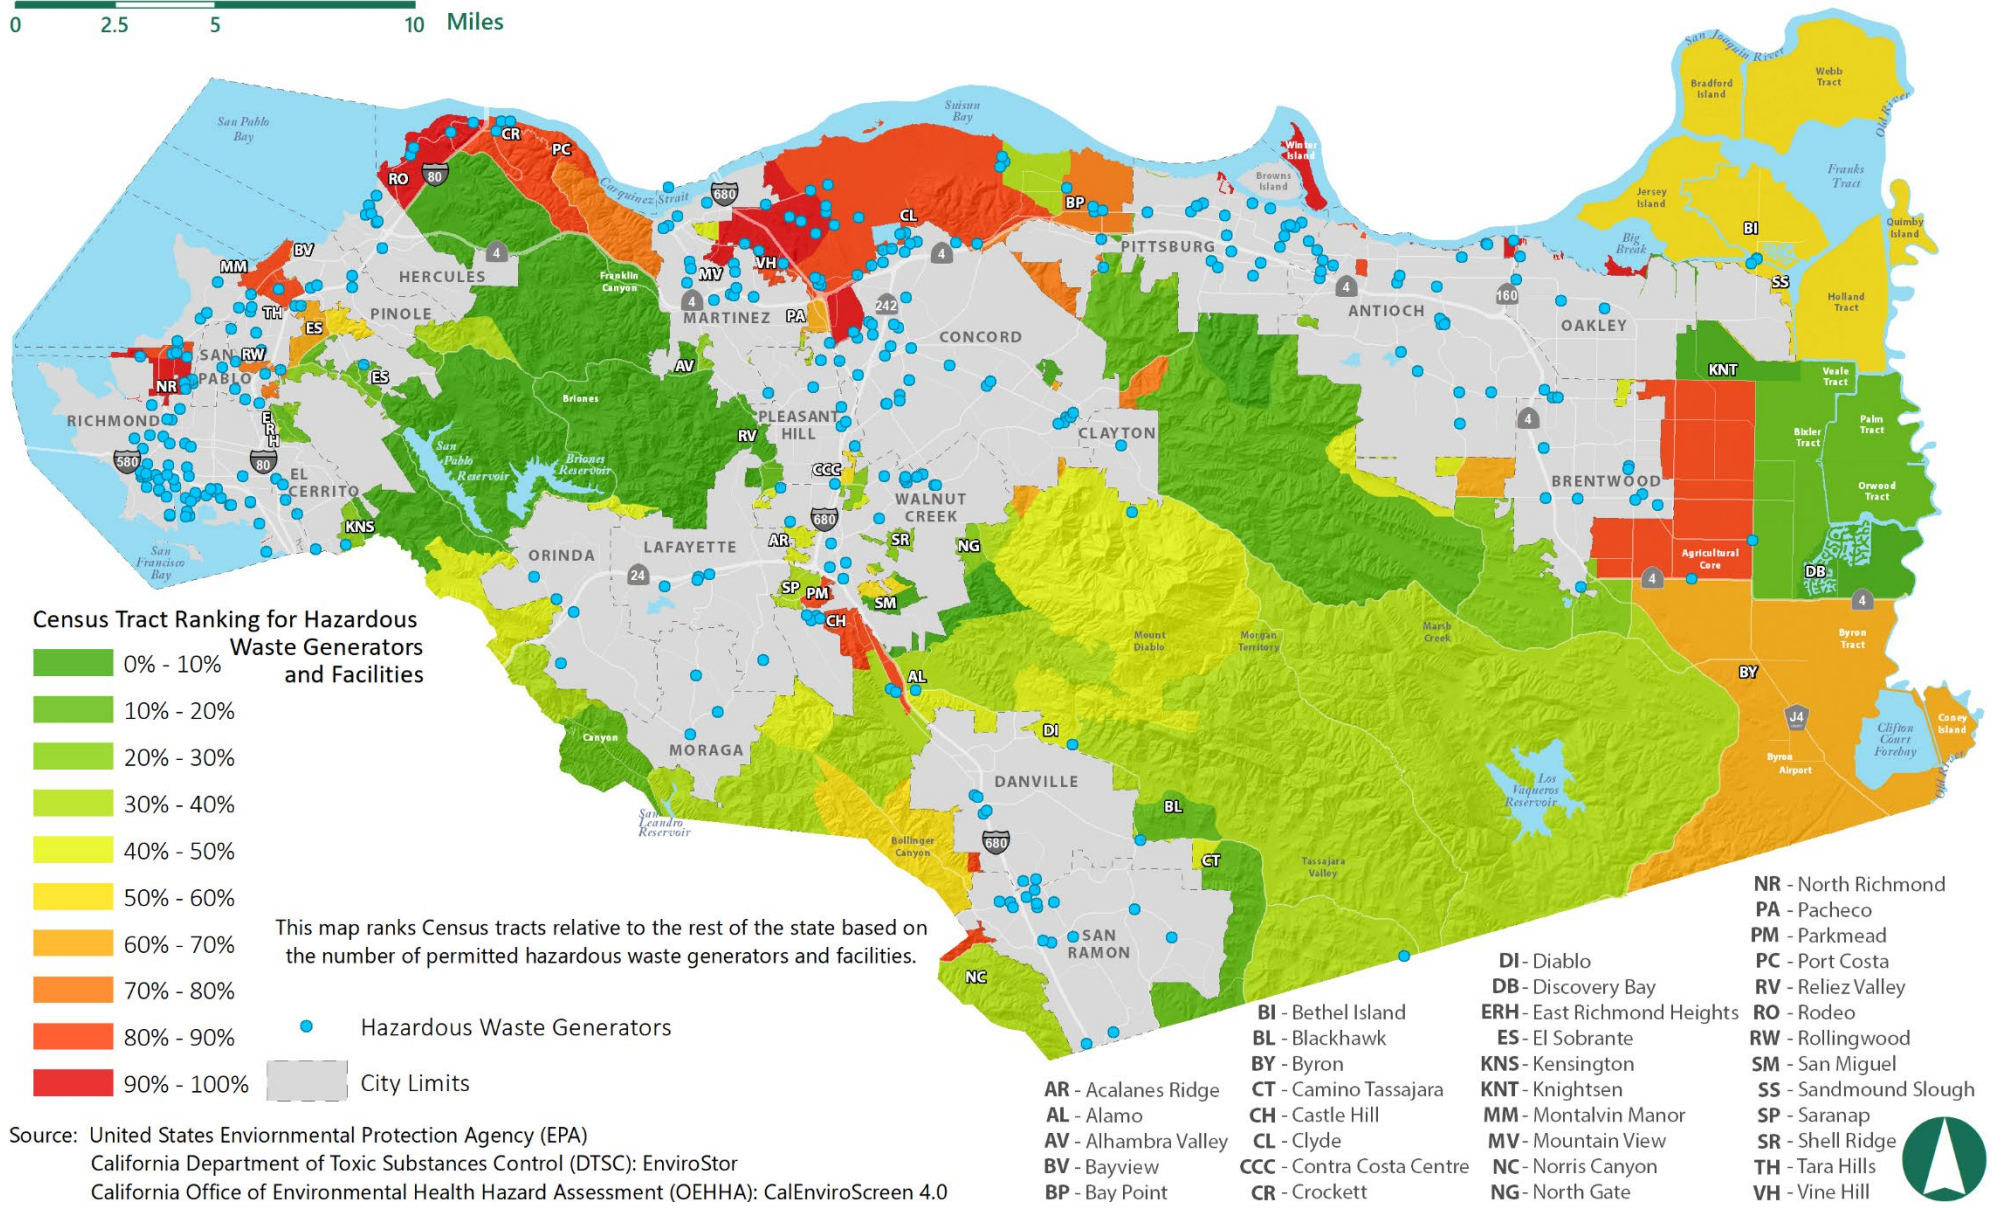 0 2.5 5 10 Miles
San Joaquin River
Webb
Tract
Bradford
Island
Old River
Suisun
Bay
San Pablo
Bay
CR
PC
Winter
Island
Franks
Tract
RO
80
Carquinez Strait
680
Browns
Island
Jersey
Island
BP
CL
Quimby
Island
BI
Big
Break
BV
MM
HERCULES
4
Franklin
Canyon
MV
VH
4
PITTSBURG
SS
4
4
160
Holland
Tract
TH
ES
PINOLE
MARTINEZ
PA
242
CONCORD
ANTIOCH
OAKLEY
SAN
PABLO
RW
NR
ES
AV
KNT
Veale
Tract
Briones
RICHMOND
E
R
H
PLEASANT
HILL
RV
CLAYTON
4
Palm
Tract
Bixler
Tract
580
80
San
Pablo
Reservoir
Briones
Reservoir
CCC
EL
CERRITO
WALNUT
CREEK
BRENTWOOD
Orwood
Tract
KNS
680
San
Francisco
Bay
ORINDA
LAFAYETTE
AR
SR
NG
Agricultural
Core
24
SP
PM
SM
CH
4
DB
4
Mount
Diablo
Morgan
Territory
Marsh
Creek
Byron
Tract
AL
BY
Canyon
MORAGA
DI
J4
Clifton
Court
Forebay
Coney
Island
Old River
Byron
Airport
DANVILLE
Los
Vaqueros
Reservoir
San
Leandro
Reservoir
BL
Bollinger
Canyon
680
CT
Tassajara
Valley
SAN
RAMON
NC
Census Tract Ranking for Hazardous
Waste Generators
and Facilities
0% - 10%
10% - 20%
20% - 30%
30% - 40%
40% - 50%
50% - 60%
60% - 70%
70% - 80%
80% - 90%
90% - 100%
This map ranks Census tracts relative to the rest of the state based on
the number of permitted hazardous waste generators and facilities.
Hazardous Waste Generators
City Limits
Source: United States Enviornmental Protection Agency (EPA)
California Department of Toxic Substances Control (DTSC): EnviroStor
California Office of Environmental Health Hazard Assessment (OEHHA): CalEnviroScreen 4.0
AR - Acalanes Ridge
AL - Alamo
AV - Alhambra Valley
BV - Bayview
BP - Bay Point
BI - Bethel Island
BL - Blackhawk
BY - Byron
CT - Camino Tassajara
CH - Castle Hill
CL - Clyde
CCC - Contra Costa Centre
CR - Crockett
DI - Diablo
DB - Discovery Bay
ERH - East Richmond Heights
ES - El Sobrante
KNS - Kensington
KNT - Knightsen
MM - Montalvin Manor
MV - Mountain View
NC - Norris Canyon
NG - North Gate
NR - North Richmond
PA - Pacheco
PM - Parkmead
PC - Port Costa
RV - Reliez Valley
RO - Rodeo
RW - Rollingwood
SM - San Miguel
SS - Sandmound Slough
SP - Saranap
SR - Shell Ridge
TH - Tara Hills
VH - Vine Hill